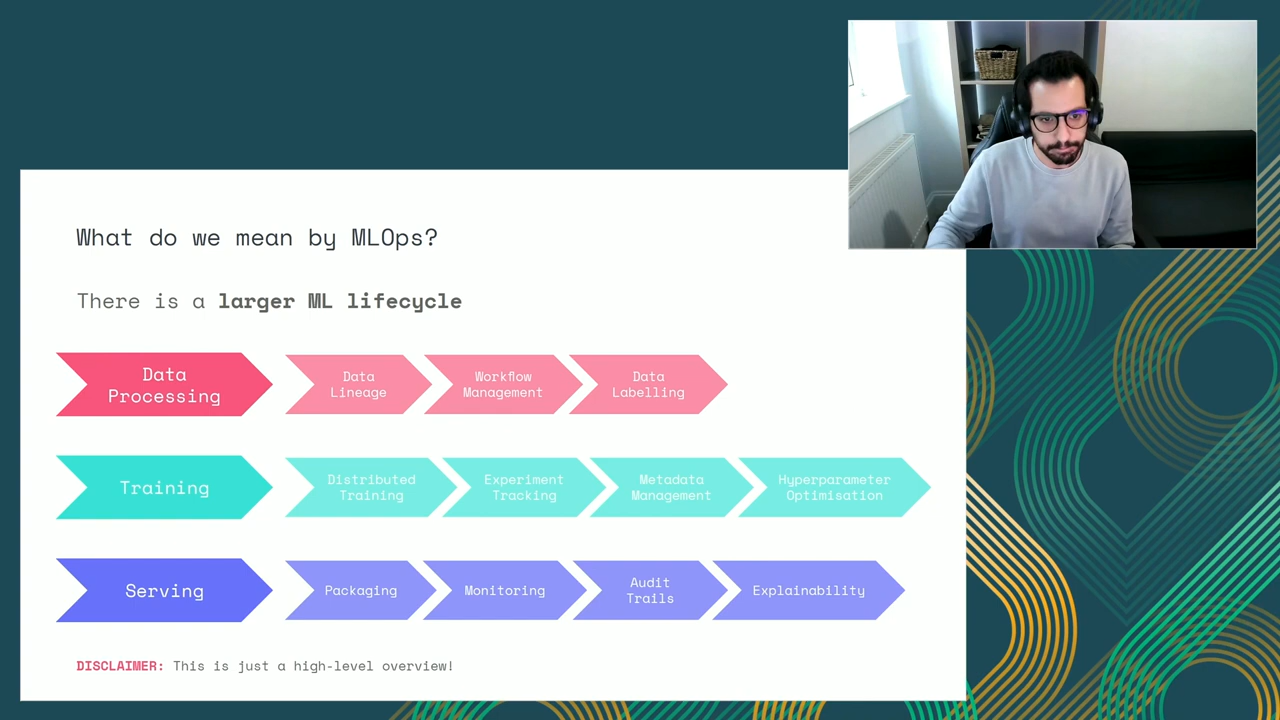 What do we mean by MLOps?
There is a larger ML lifecycle
Data
Processing
Data
Lineage
Workflow
Management
Data
Labelling
Training
Distributed
Training
Experiment
Tracking
Metadata
Management
Hyperparameter
Optimisation
Serving
Packaging
Monitoring
Audit
Trails
Explainability
DISCLAIMER: This is just a high-level overview!